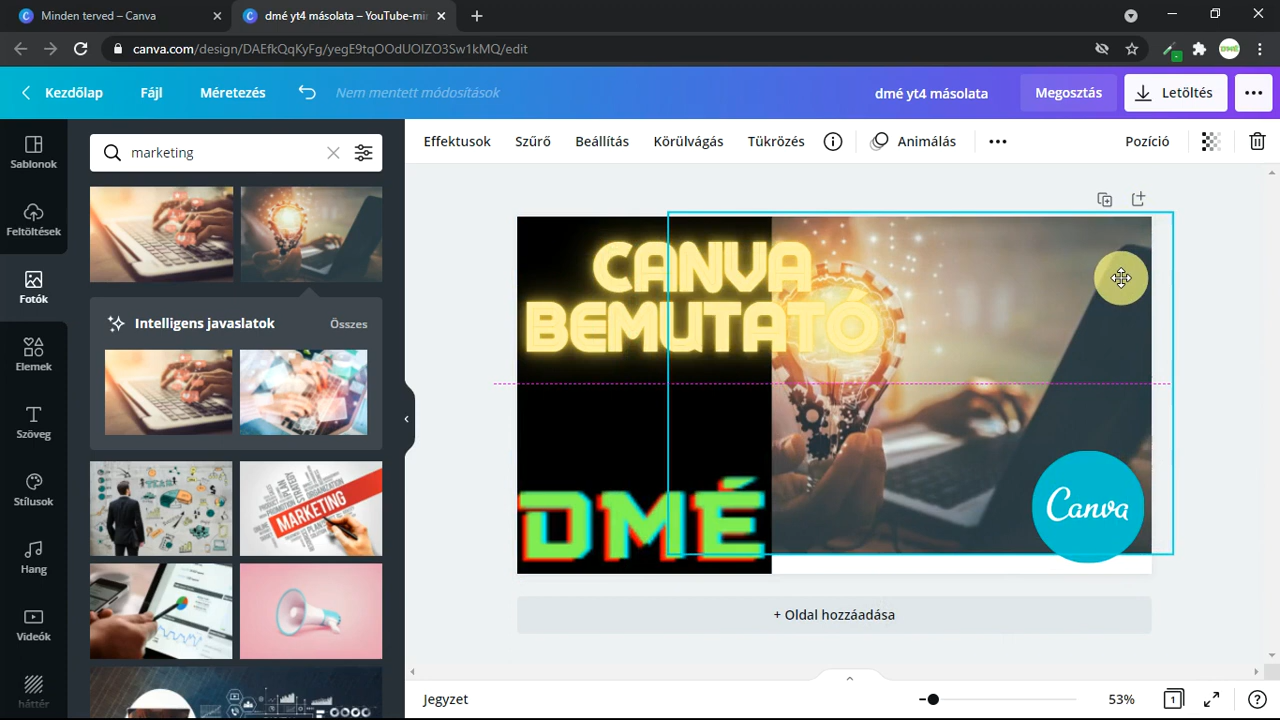 Minden terved – Canva
dmé yt4 másolata – YouTube-mi
canva.com/design/DAEfkQqKyFg/yegE9tqOOdUOIZO3Sw1kMQ/edit
Kezdőlap
Fájl
Méretezés
Nem mentett módosítások
dmé yt4 másolata
Megosztás
Letöltés
Sablonok
Feltöltések
Fotók
Elemek
Szöveg
Stílusok
Hang
Videók
háttér
marketing
Intelligens javaslatok
Összes
MARKETING
Effektusok
Szűrő
Beállítás
Körülvágás
Tükrözés
Animálás
Pozíció
CANVA
BEMUTATÓ
DMÉ
Canva
+ Oldal hozzáadása
Jegyzet
53%
1